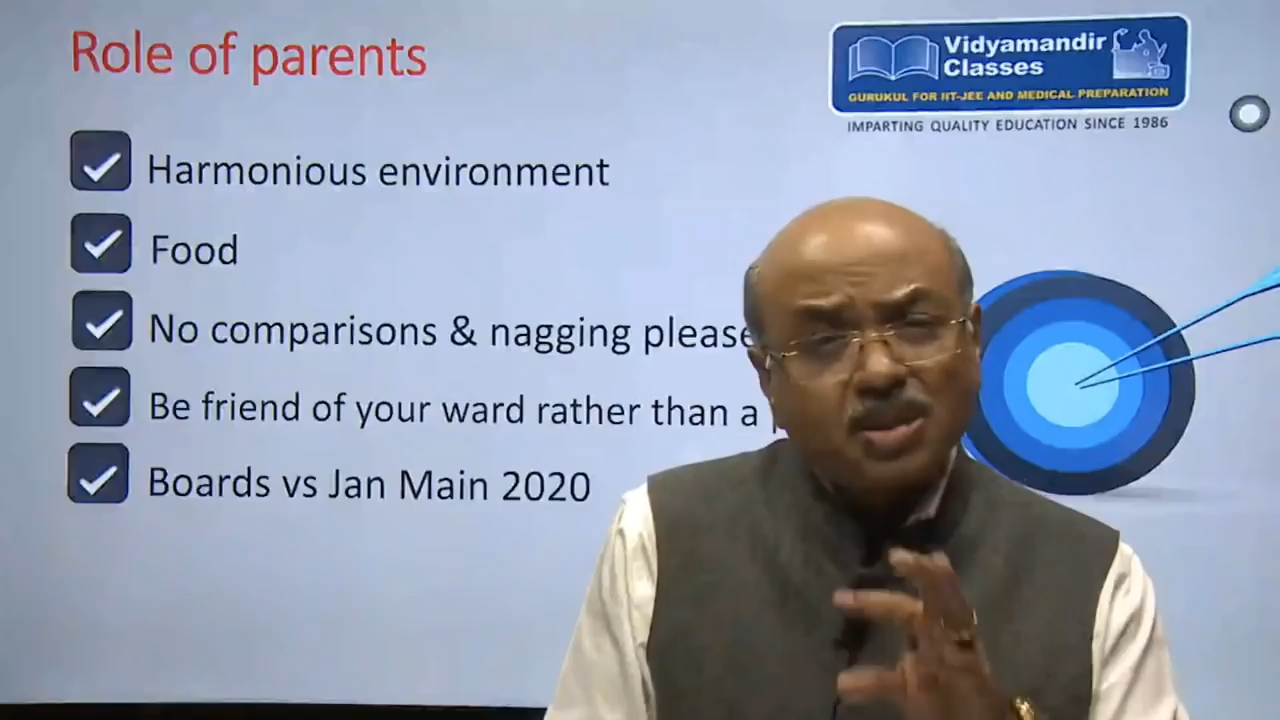 Role of parents
Vidyamandir
Classes
GURUKUL FOR IIT-JEE AND MEDICAL PREPARATION
IMPARTING QUALITY EDUCATION SINCE 1986
Harmonious environment
Food
No comparisons & nagging please
Be friend of your ward rather than a
Boards vs Jan Main 2020